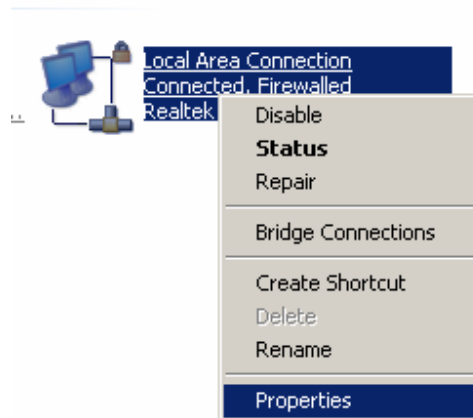 Local Area Connection
Connected, Firewalled
Realtek
Disable
Status
Repair
Bridge Connections
Create Shortcut
Delete
Rename
Properties